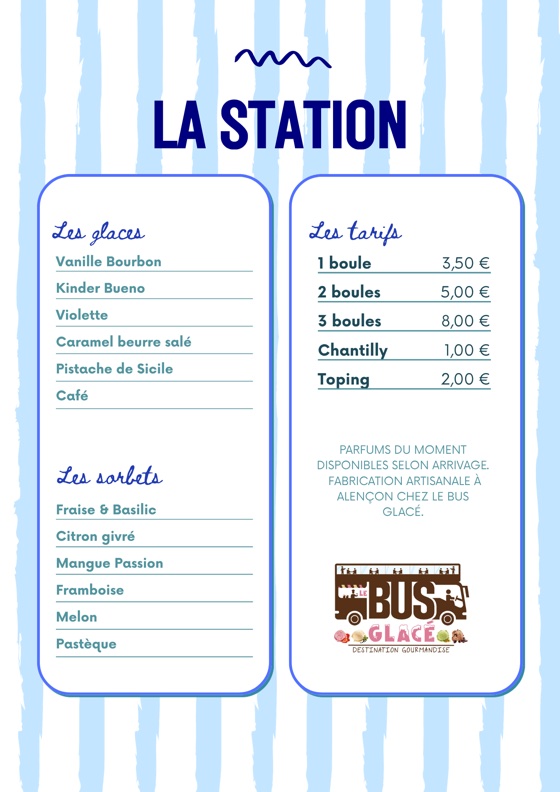 LA STATION
Les glaces
Vanille Bourbon
Kinder Bueno
Violette
Caramel beurre salé
Pistache de Sicile
Café
Les sorbets
Fraise & Basilic
Citron givré
Mangue Passion
Framboise
Melon
Pastèque
Les tarifs
1 boule 3,50 €
2 boules 5,00 €
3 boules 8,00 €
Chantilly 1,00 €
Toping 2,00 €
PARFUMS DU MOMENT
DISPONIBLES SELON ARRIVAGE.
FABRICATION ARTISANALE À
ALENÇON CHEZ LE BUS
GLACÉ.
LE BUS
GLACÉ
DESTINATION GOURMANDISE